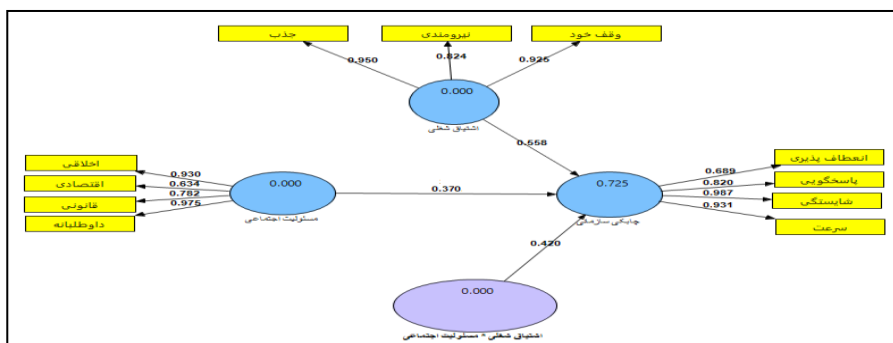 جذب
نیرومندی
وقف خود
0.950
0.824
0.925
0.000
اشتیاق شغلی
0.558
اخلاقی
اقتصادی
قانونی
داوطلبانه
0.930
0.634
0.782
0.975
0.000
مسئولیت اجتماعی
0.370
0.725
چابکی سازمانی
0.689
0.820
0.987
0.931
انعطاف پذیری
پاسخگویی
شایستگی
سرعت
0.420
0.000
اشتیاق شغلی * مسئولیت اجتماعی